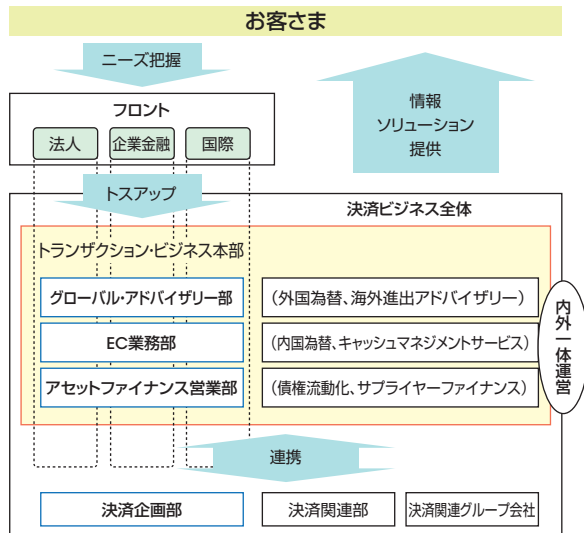 お客さま
ニーズ把握
情報
ソリューション
提供
フロント
法人
企業金融
国際
トスアップ
決済ビジネス全体
トランザクション・ビジネス本部
グローバル・アドバイザリー部
（外国為替、海外進出アドバイザリー）
EC業務部
（内国為替、キャッシュマネジメントサービス）
アセットファイナンス営業部
（債権流動化、サプライヤーファイナンス）
内外一体運営
連携
決済企画部
決済関連部
決済関連グループ会社